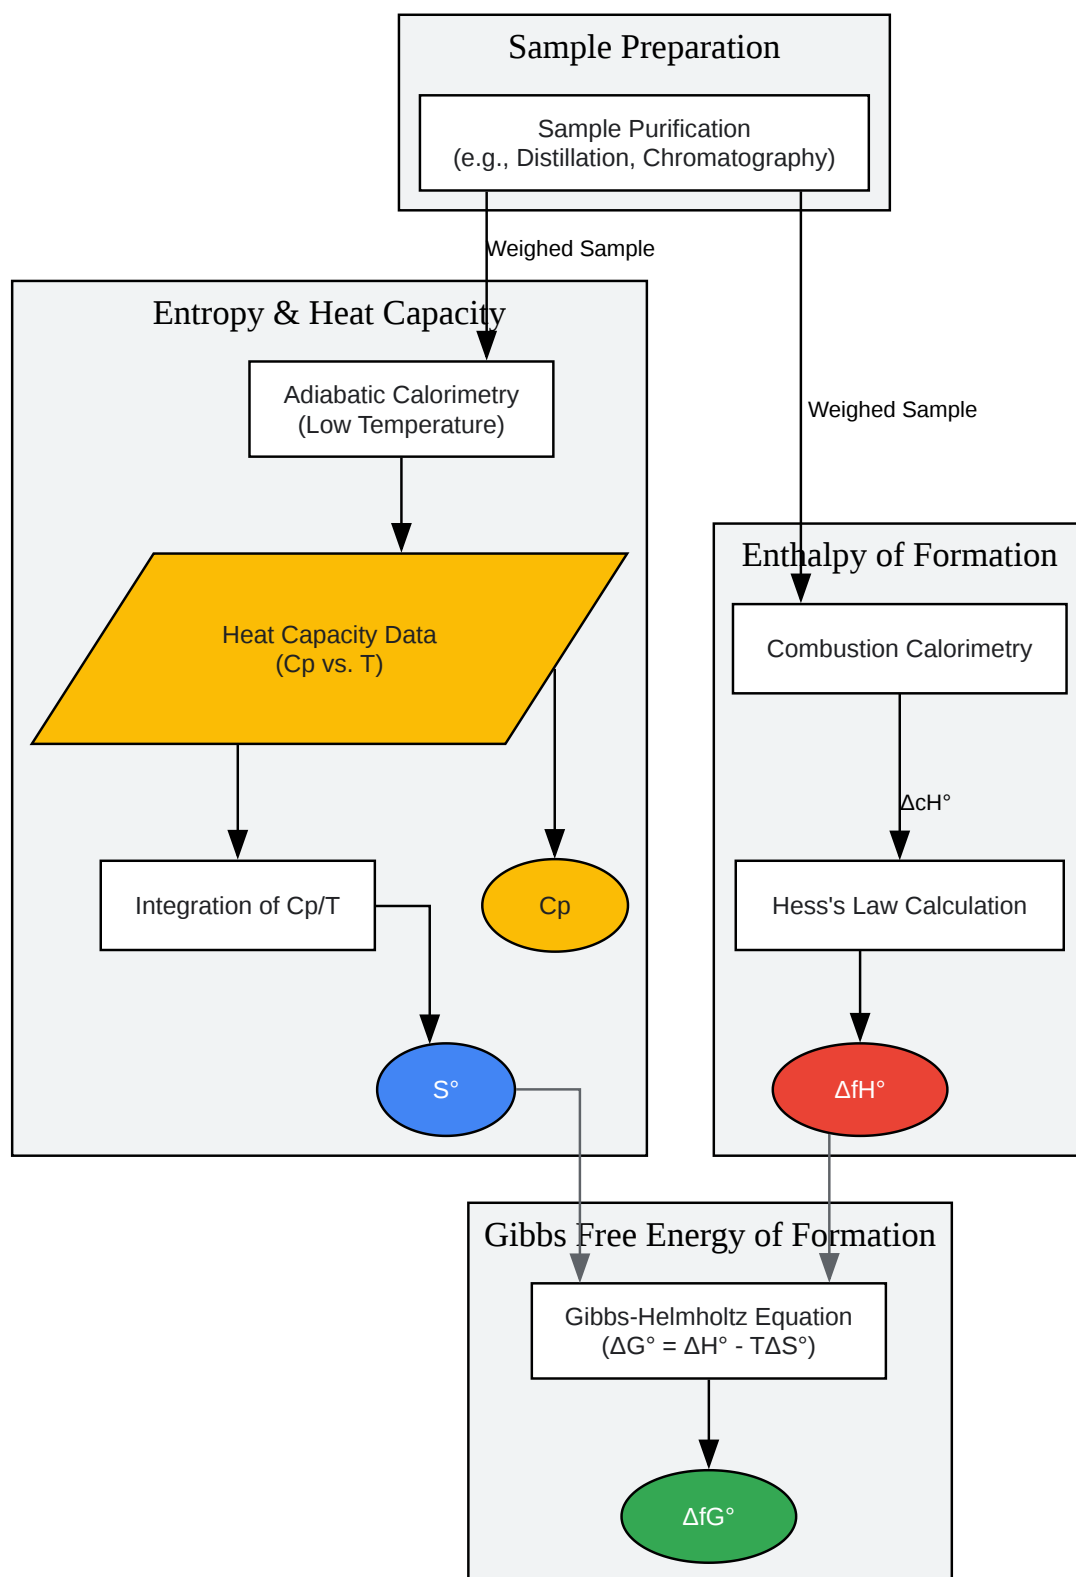 Sample Preparation
Sample Purification
(e.g., Distillation, Chromatography)
Weighed Sample
Entropy & Heat Capacity
Adiabatic Calorimetry
(Low Temperature)
Weighed Sample
Enthalpy of Formation
Heat Capacity Data
(Cp vs. T)
Combustion Calorimetry
ΔcH°
Integration of Cp/T
Cp
Hess's Law Calculation
S°
ΔfH°
Gibbs Free Energy of Formation
Gibbs-Helmholtz Equation
(ΔG° = ΔH° - TΔS°)
ΔfG°